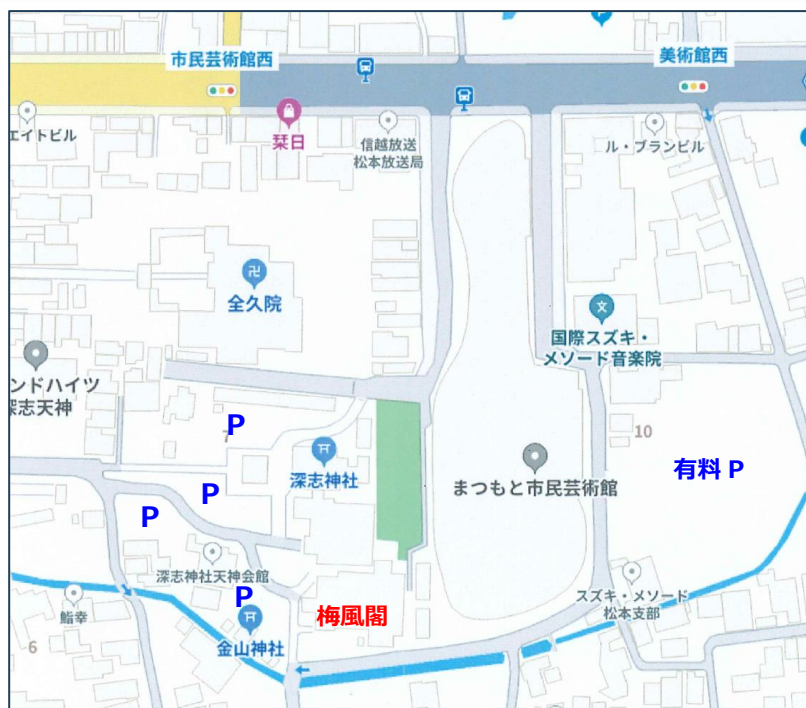 市民芸術館西
美術館西
エイトビル
栞日
信越放送
松本放送局
ル・ブランビル
卍
全久院
文
国際スズキ・
メソード音楽院
ンドハイツ
深志天神
P
7
10
深志神社
有料 P
まつもと市民芸術館
P
P
深志神社天神会館
P
スズキ・メソード
松本支部
鮨幸
梅風閣
6
金山神社